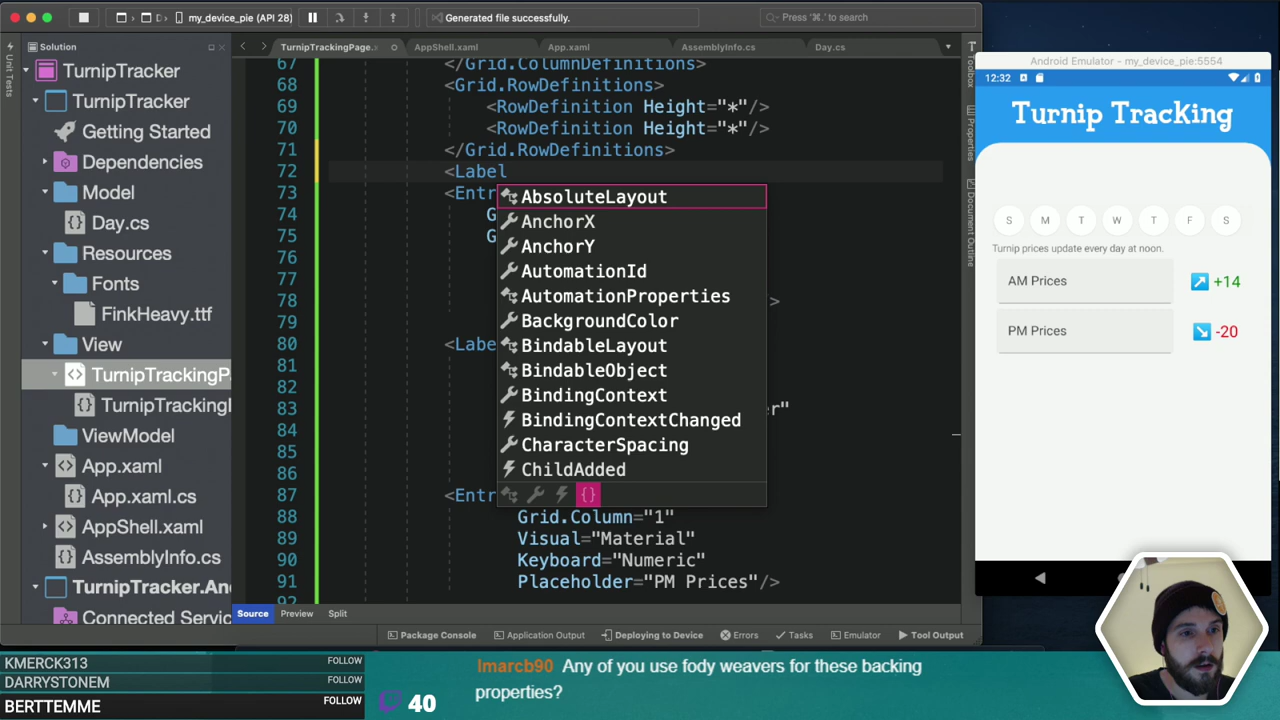 my_device_pie (API 28)
Generated file successfully.
Press '⌘.' to search
Solution
TurnipTrackingPage.
AppShell.xaml
App.xaml
AssemblyInfo.cs
Day.cs
Unit Tests
Toolbox
Properties
Document Outline
TurnipTracker
TurnipTracker
Getting Started
Dependencies
Model
Day.cs
Resources
Fonts
FinkHeavy.ttf
View
TurnipTrackingP
TurnipTrackingI
ViewModel
App.xaml
App.xaml.cs
AppShell.xaml
AssemblyInfo.cs
TurnipTracker.An
Connected Servic
67 </Grid.ColumnDefinitions>
68 <Grid.RowDefinitions>
69 <RowDefinition Height="*"/>
70 <RowDefinition Height="*"/>
71 </Grid.RowDefinitions>
72 <Label
73 <Entr
74 G
75 G
76
77
78 >
79
80 <Labe
81
82
83 er"
84
85
86
87 <Entr
88 Grid.Column="1"
89 Visual="Material"
90 Keyboard="Numeric"
91 Placeholder="PM Prices"/>
92
AbsoluteLayout
AnchorX
AnchorY
AutomationId
AutomationProperties
BackgroundColor
BindableLayout
BindableObject
BindingContext
BindingContextChanged
CharacterSpacing
ChildAdded
{}
Source Preview Split
Package Console Application Output Deploying to Device Errors Tasks Emulator Tool Output
Android Emulator - my_device_pie:5554
12:32
Turnip Tracking
S M T W T F S
Turnip prices update every day at noon.
AM Prices +14
PM Prices -20
KMERCK313 FOLLOW
DARRYSTONEM FOLLOW
BERTTEMME FOLLOW
40
lmarcb90 Any of you use fody weavers for these backing
properties?